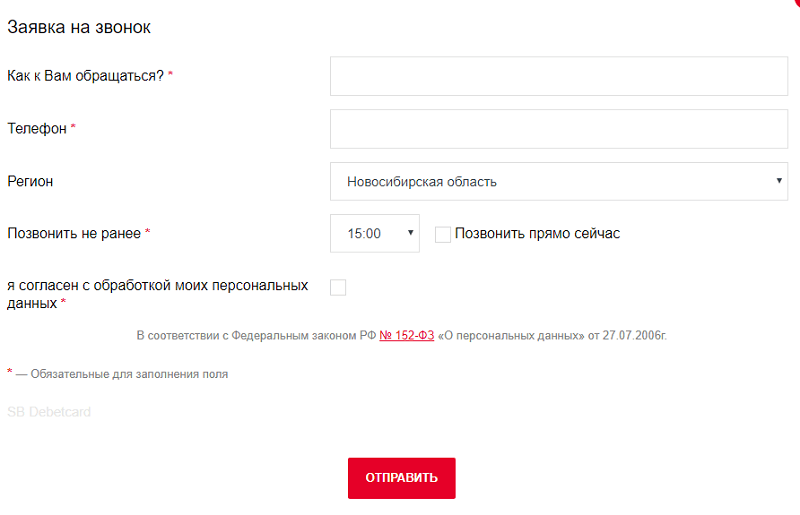 Заявка на звонок
Как к Вам обращаться? *
Телефон *
Регион
Новосибирская область
Позвонить не ранее *
15:00
Позвонить прямо сейчас
я согласен с обработкой моих персональных
данных *
В соответствии с Федеральным законом РФ № 152-ФЗ «О персональных данных» от 27.07.2006г.
* — Обязательные для заполнения поля
SB Debetcard
ОТПРАВИТЬ